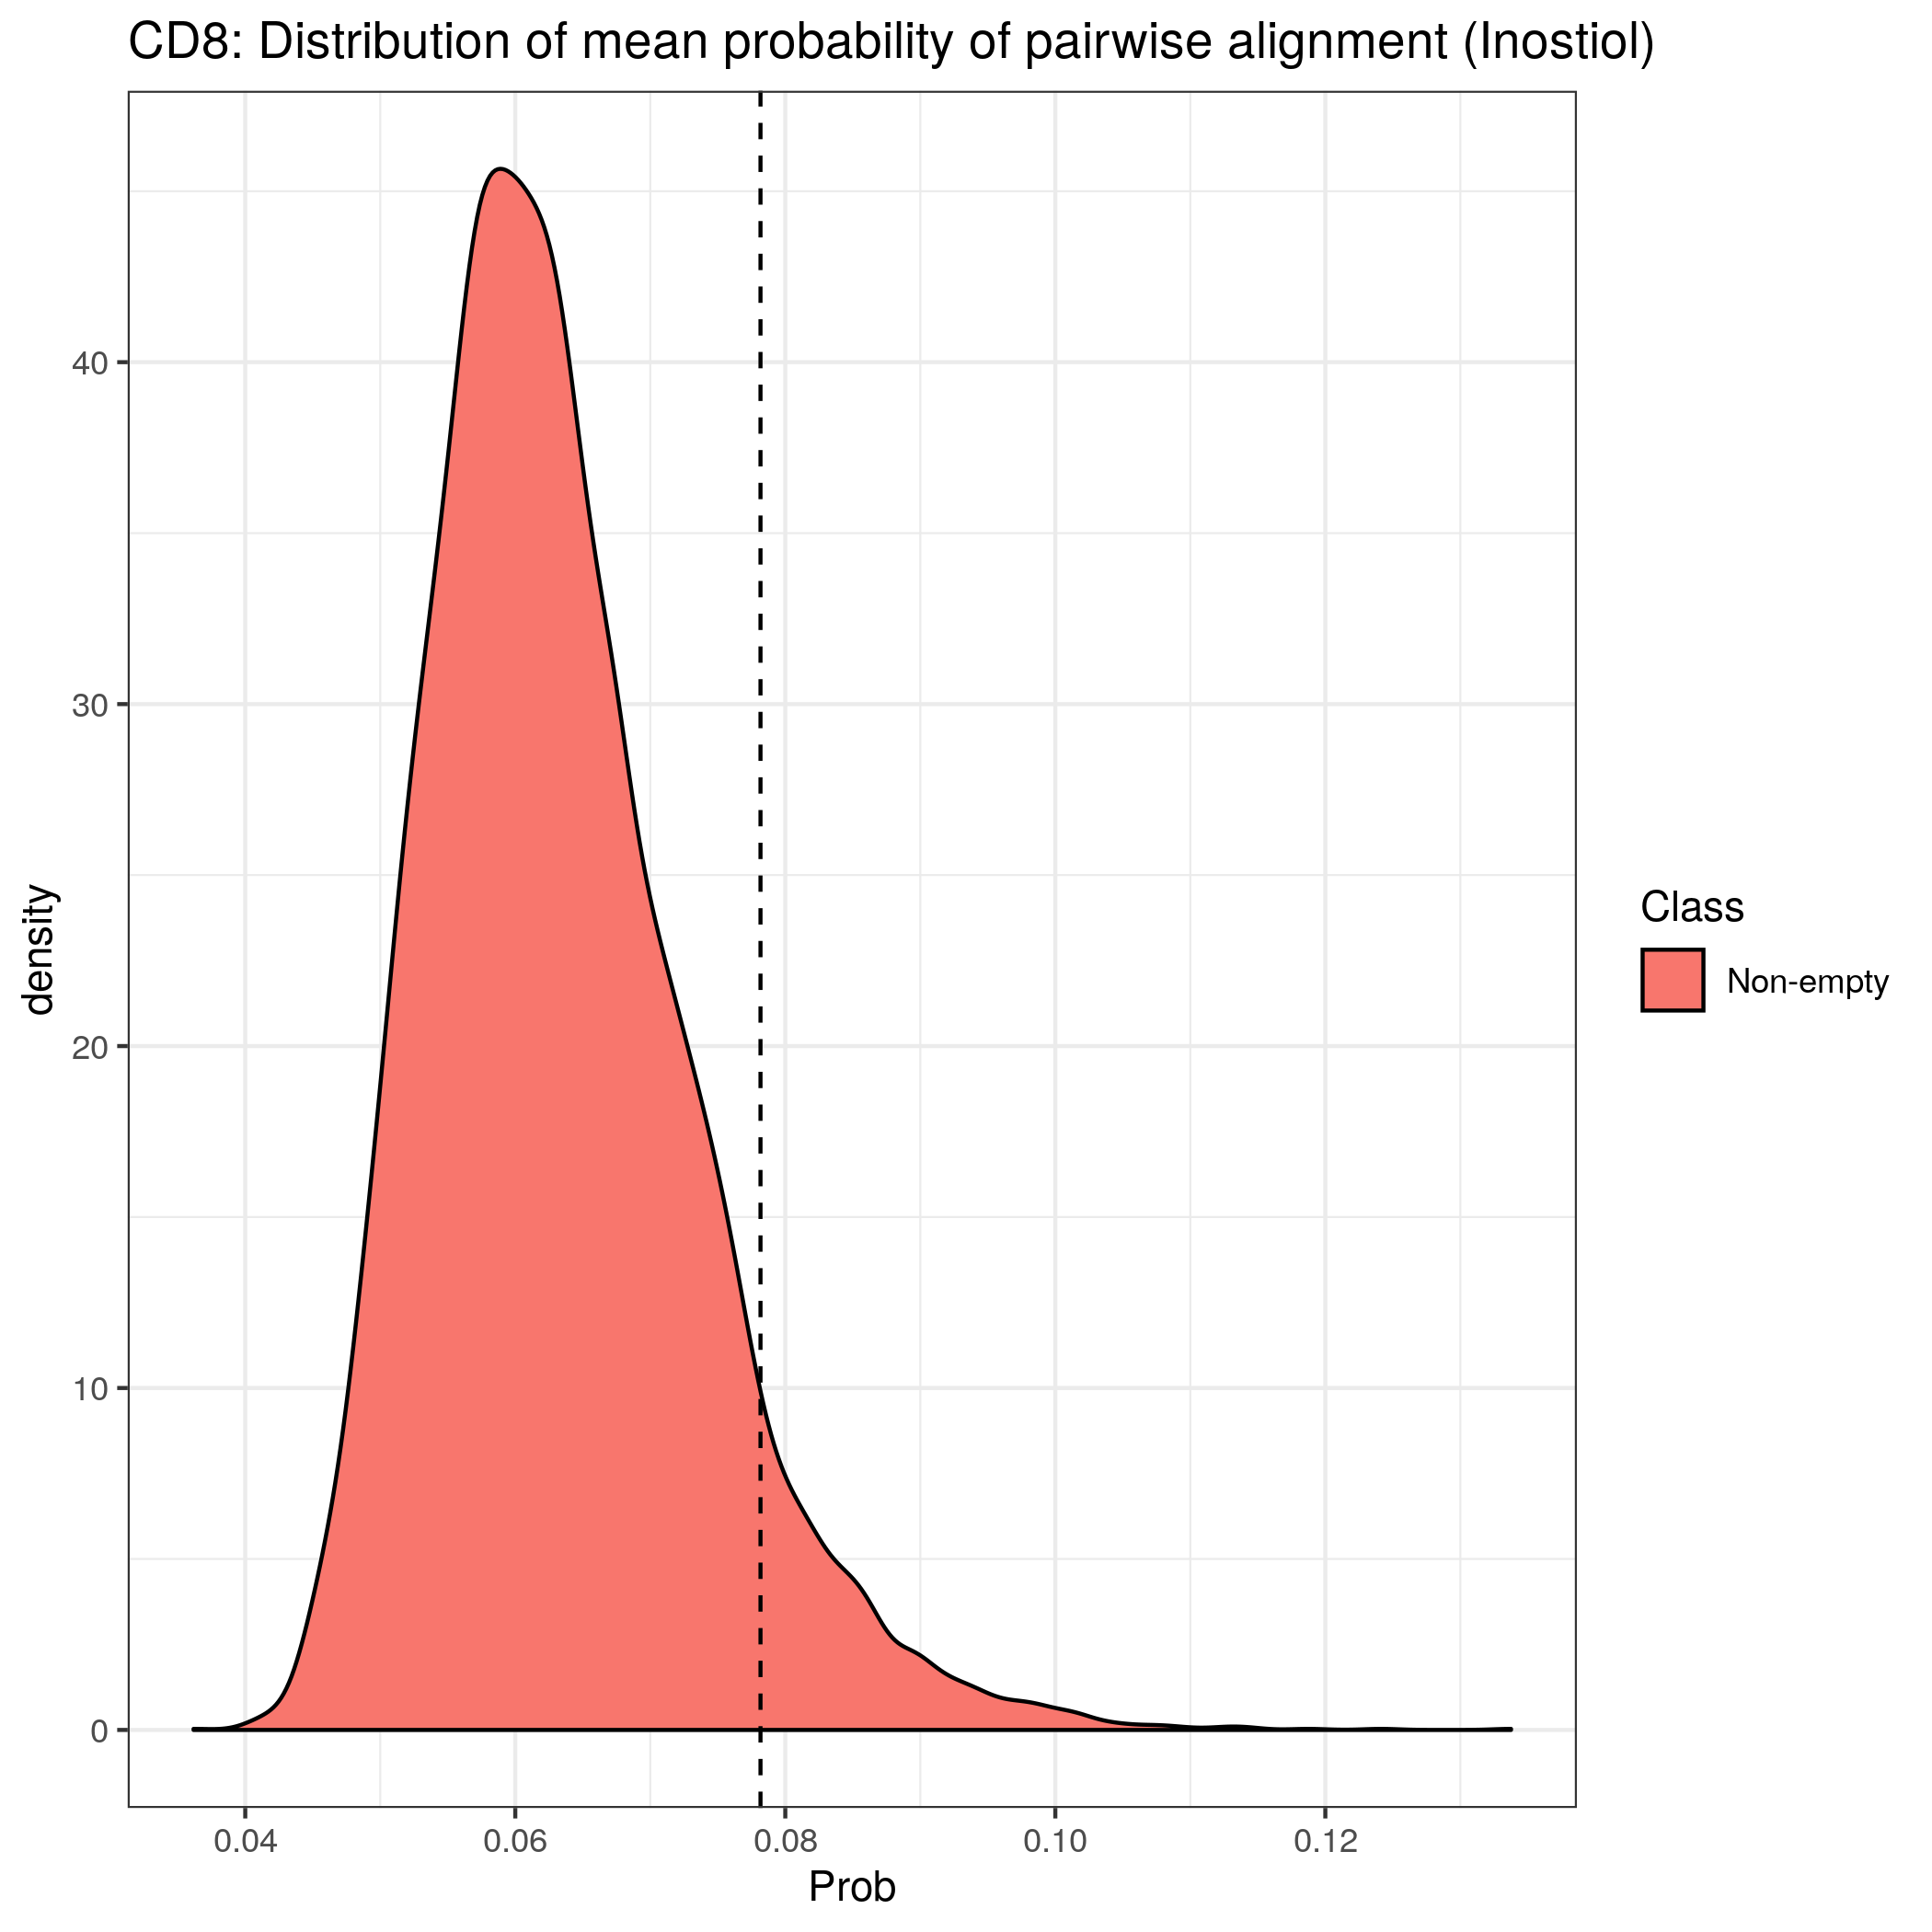 CD8: Distribution of mean probability of pairwise alignment (Inostiol)
40
30
20
10
0
density
0.04 0.06 0.08 0.10 0.12
Prob
Class
Non-empty